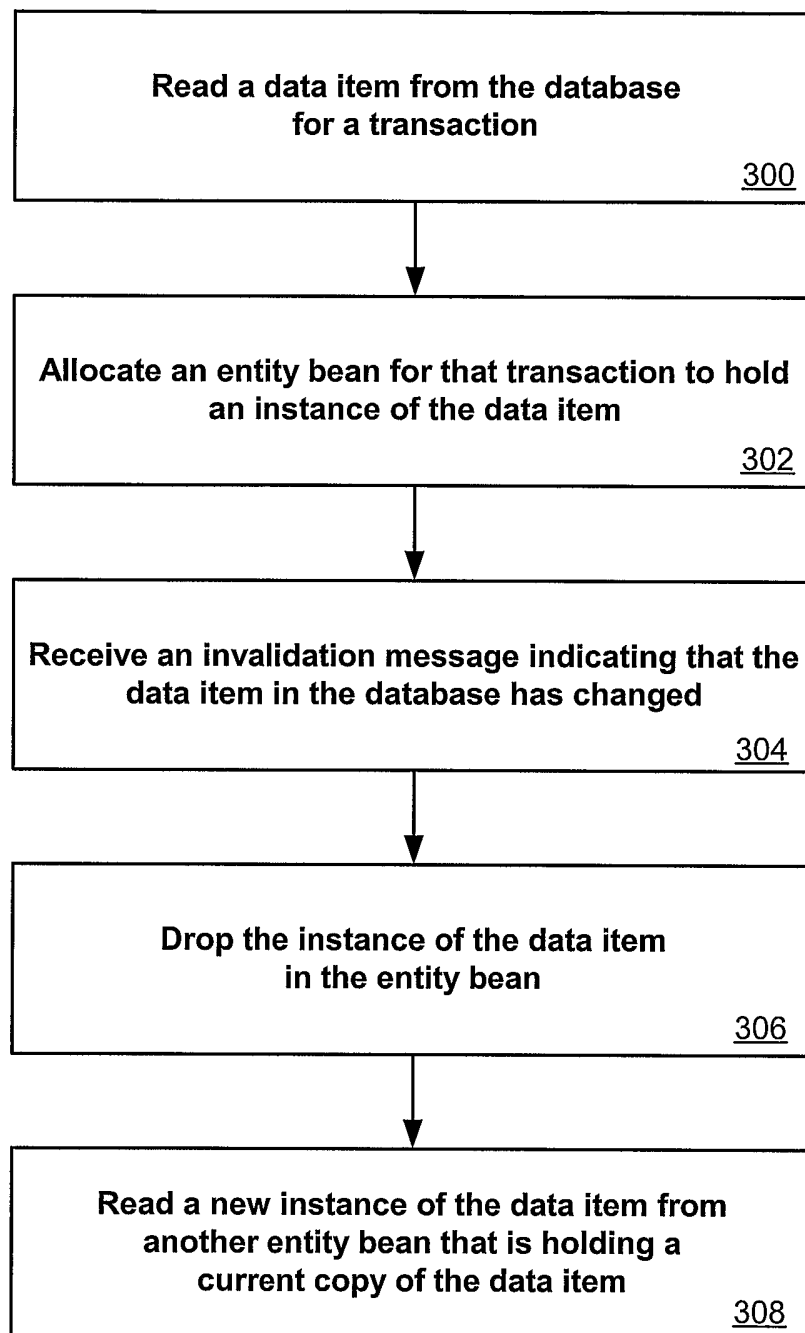 Read a data item from the database
for a transaction
300
Allocate an entity bean for that transaction to hold
an instance of the data item
302
Receive an invalidation message indicating that the
data item in the database has changed
304
Drop the instance of the data item
in the entity bean
306
Read a new instance of the data item from
another entity bean that is holding a
current copy of the data item
308